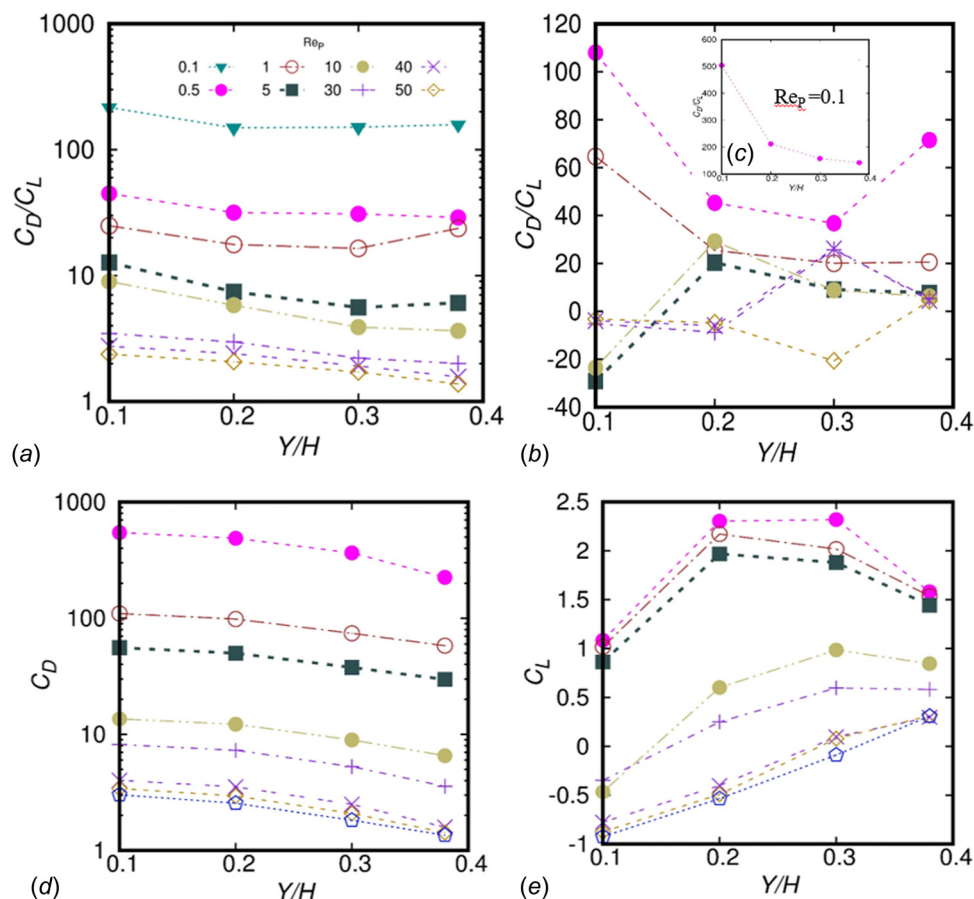 1000
100
10
1
C_D/C_L
Re_P
0.1 1 10 40
0.5 5 30 50
0.1 0.2 0.3 0.4
Y/H
(a)
120
100
80
60
40
20
0
-20
-40
C_D/C_L
600
500
400
300
200
100
C_D/C_L
Re_P =0.1
(c)
0.1 0.2 0.3 0.4
Y/H
0.1 0.2 0.3 0.4
Y/H
(b)
1000
100
10
1
C_D
0.1 0.2 0.3 0.4
Y/H
(d)
2.5
2
1.5
1
0.5
0
-0.5
-1
C_L
0.1 0.2 0.3 0.4
Y/H
(e)